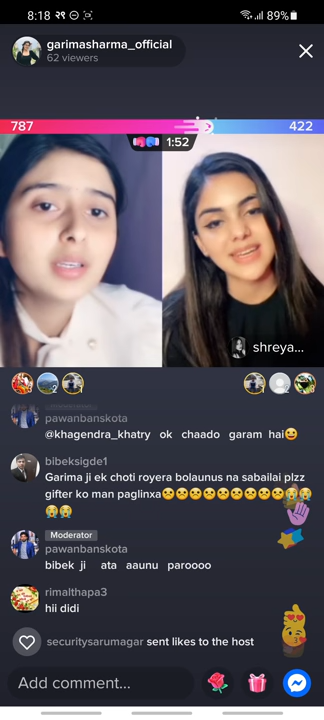 8:18 २९
89%
garimasharma_official
62 viewers
787
422
1:52
shreya...
pawanbanskota
@khagendra_khatry ok chaado garam hai😅
bibeksigde1
Garima ji ek choti royera bolaunus na sabailai plzz
gifter ko man paglinxa🥺🥺🥺🥺🥺🥺🥺🥺🥺🥺😭😭
😭😭
Moderator
pawanbanskota
bibek ji ata aaunu paroooo
rimalthapa3
hii didi
securitysarumagar sent likes to the host
Add comment...